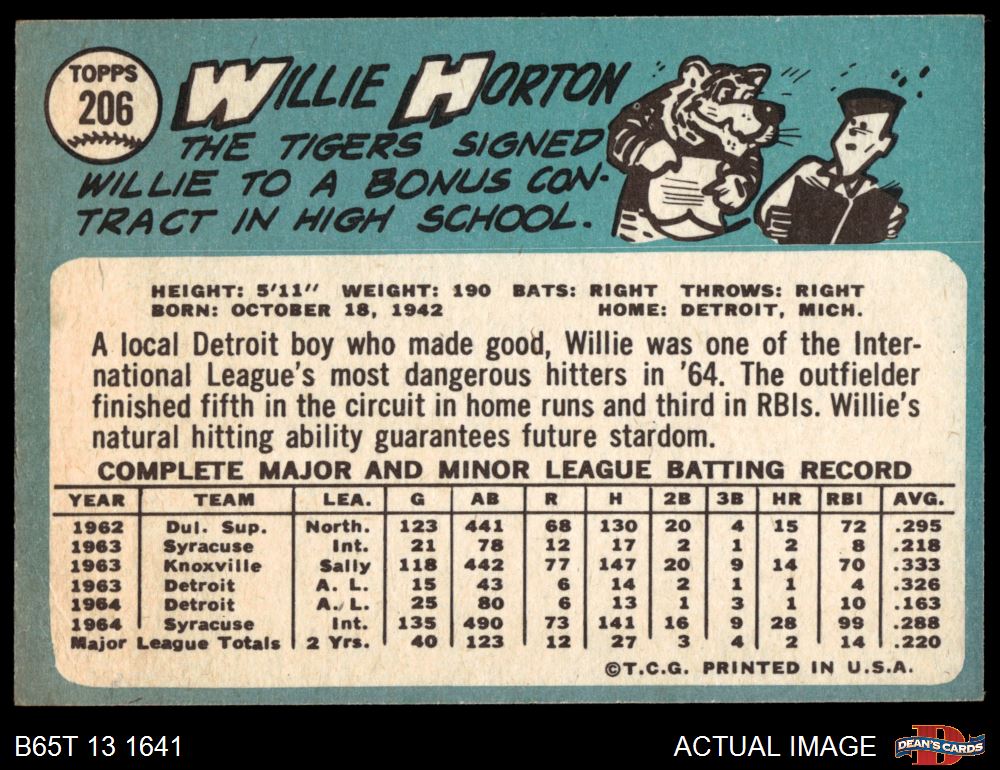 TOPPS
206
WILLIE HORTON
THE TIGERS SIGNED
WILLIE TO A BONUS CON-
TRACT IN HIGH SCHOOL.
HEIGHT: 5'11" WEIGHT: 190 BATS: RIGHT THROWS: RIGHT
BORN: OCTOBER 18, 1942 HOME: DETROIT, MICH.
A local Detroit boy who made good, Willie was one of the Inter-
national League's most dangerous hitters in '64. The outfielder
finished fifth in the circuit in home runs and third in RBIs. Willie's
natural hitting ability guarantees future stardom.
COMPLETE MAJOR AND MINOR LEAGUE BATTING RECORD
YEAR TEAM LEA. G AB R H 2B 3B HR RBI AVG.
1962 Dul. Sup. North. 123 441 68 130 20 4 15 72 .295
1963 Syracuse Int. 21 78 12 17 2 1 2 8 .218
1963 Knoxville Sally 118 442 77 147 20 9 14 70 .333
1963 Detroit A. L. 15 43 6 14 2 1 1 4 .326
1964 Detroit A. L. 25 80 6 13 1 3 1 10 .163
1964 Syracuse Int. 135 490 73 141 16 9 28 99 .288
Major League Totals 2 Yrs. 40 123 12 27 3 4 2 14 .220
©T.C.G. PRINTED IN U.S.A.
B65T 13 1641 ACTUAL IMAGE DEAN'S CARDS